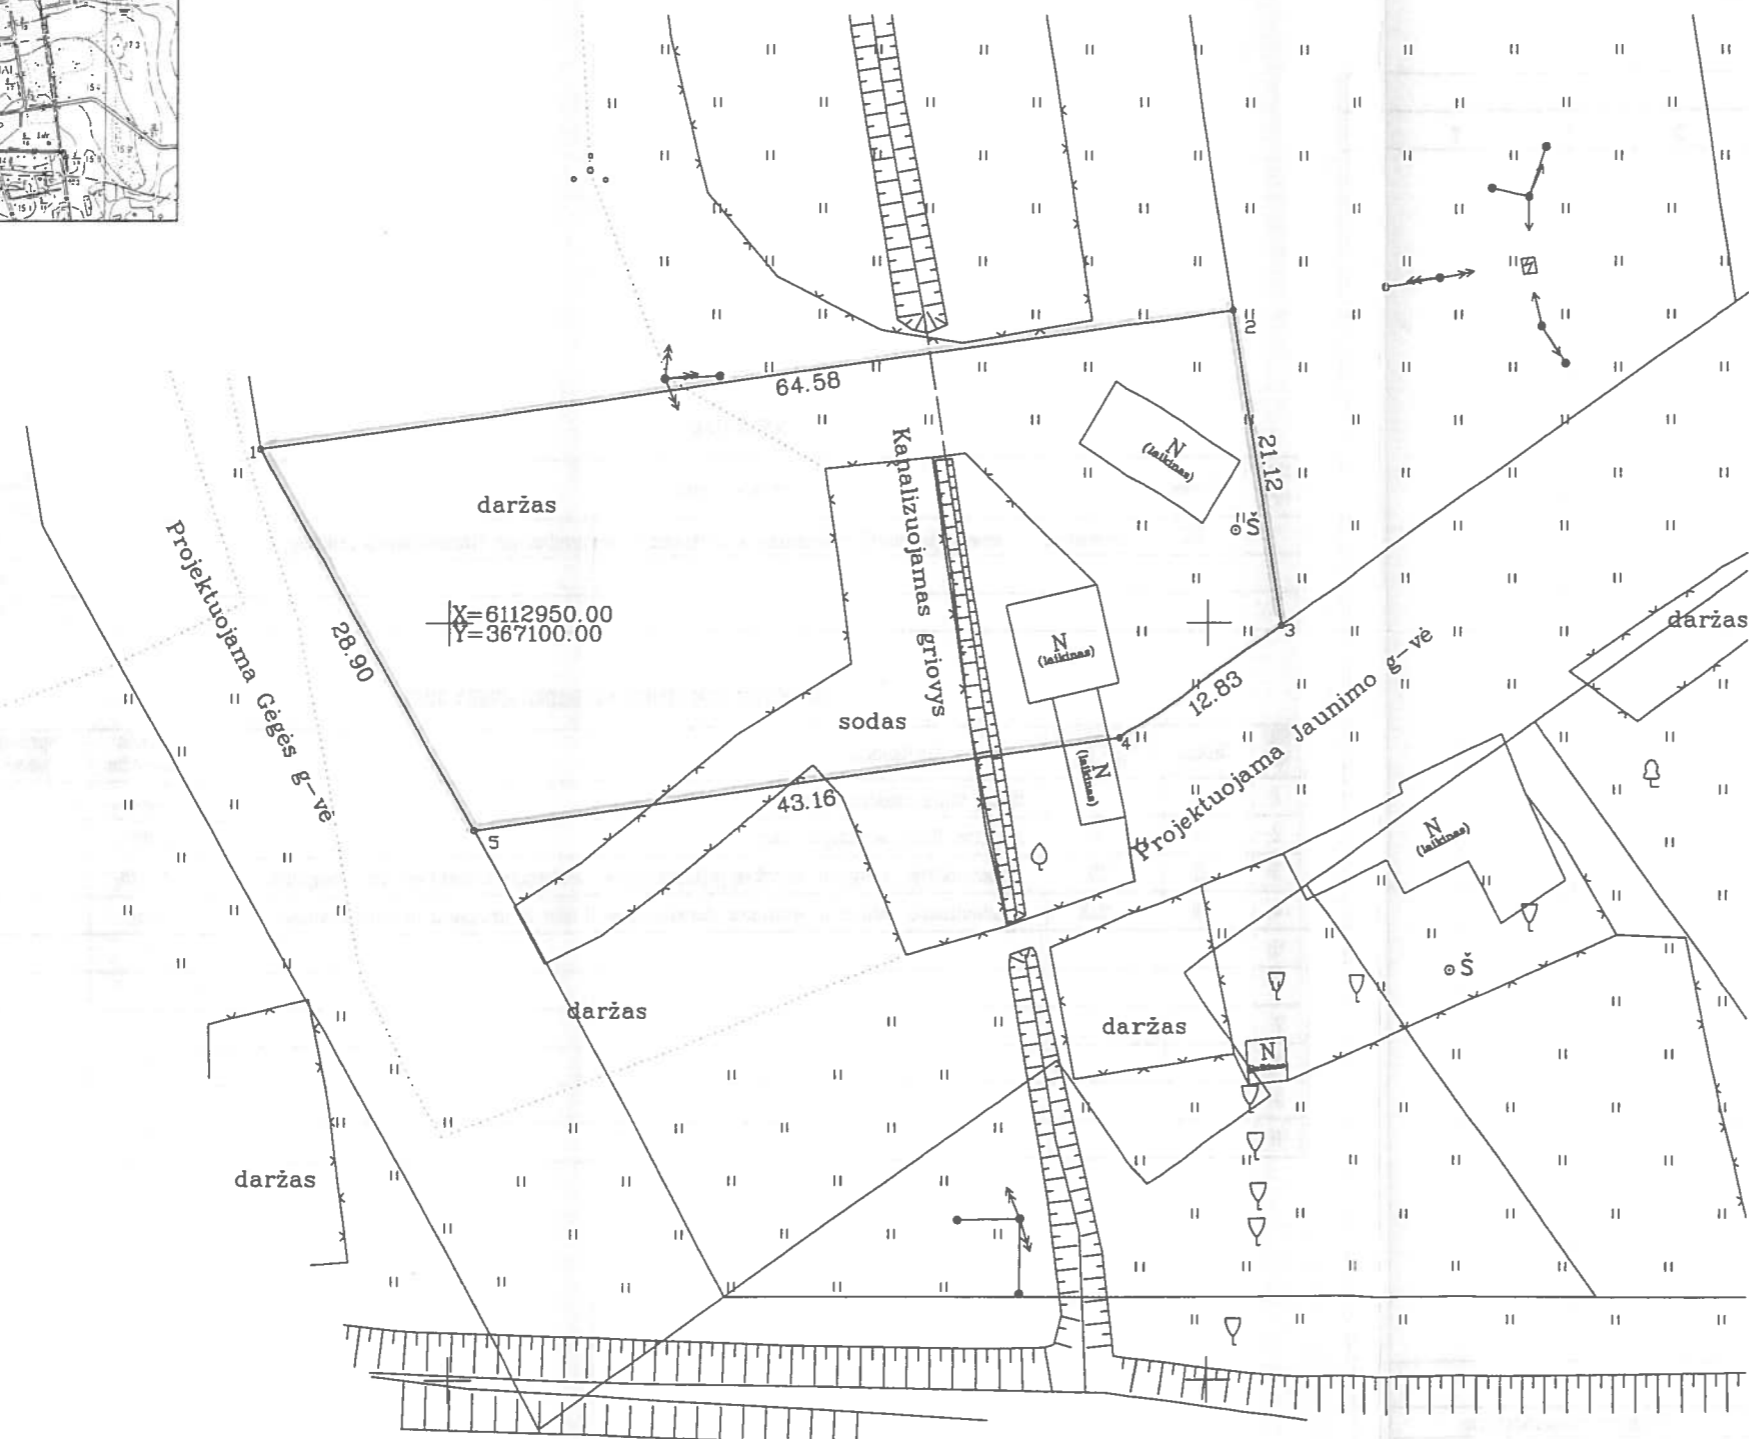 2
64.58
1
N
(laikinas)
21.12
daržas
Kanalizuojamas griovys
Š
Projektuojama Gėgės g-vė
X=6112950.00
Y=367100.00
28.90
N
(laikinas)
3
daržas
12.83
sodas
4
N
(laikinas)
Projektuojama Jaunimo g-vė
43.16
5
N
(laikinas)
Š
daržas
daržas
N
daržas